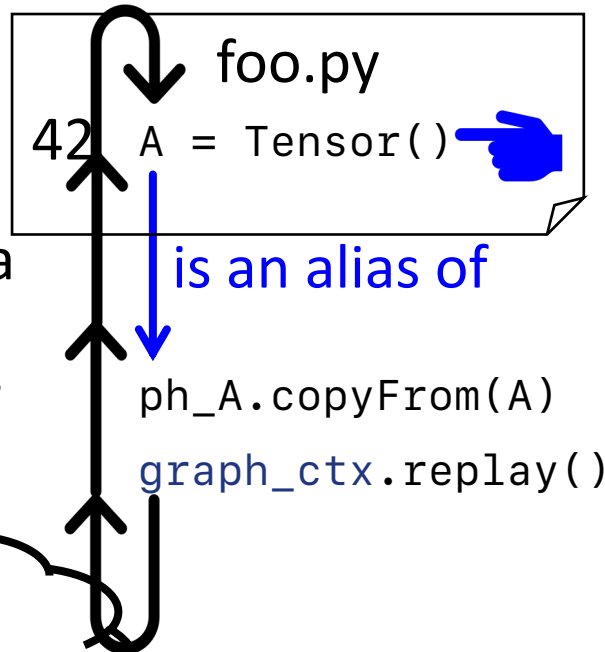 foo.py
42 A = Tensor()
a
is an alias of
ph_A.copyFrom(A)
graph_ctx.replay()